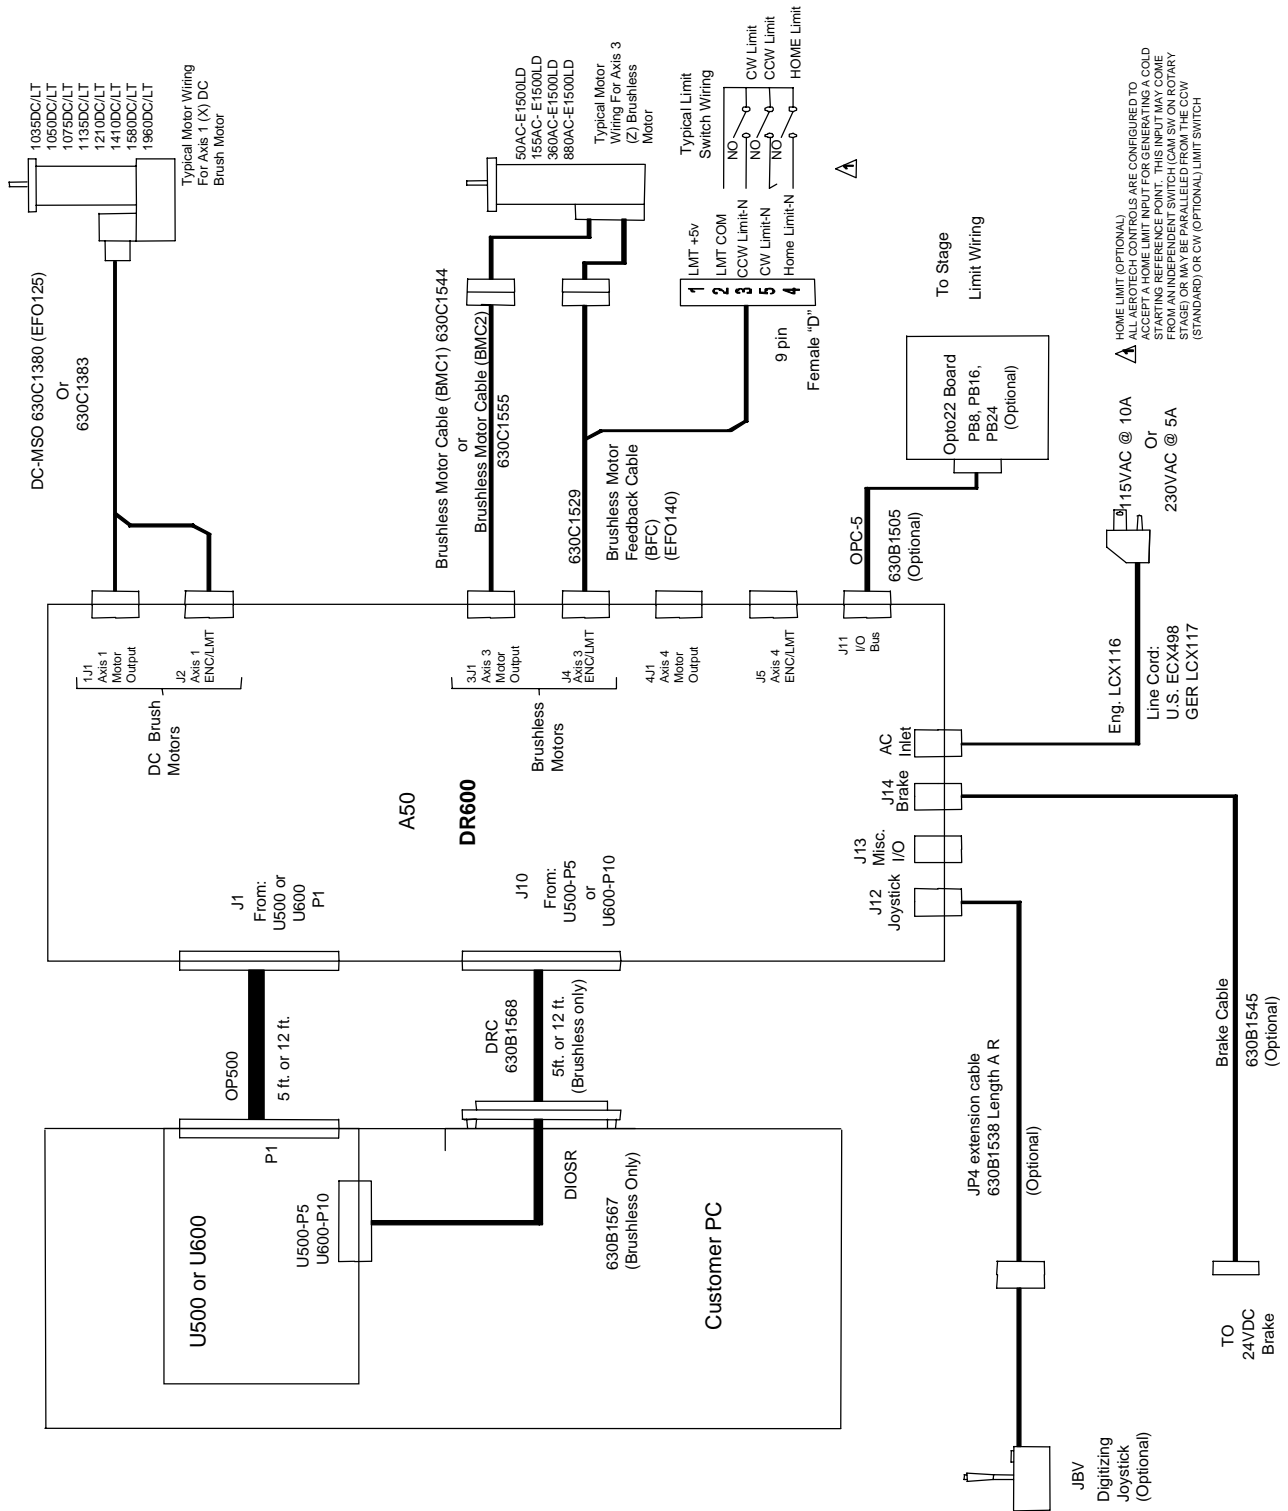 1035DC/LT
1050DC/LT
1075DC/LT
1135DC/LT
1210DC/LT
1410DC/LT
1580DC/LT
1960DC/LT
Typical Motor Wiring
For Axis 1 (X) DC
Brush Motor
DC-MSO 630C1380 (EFO125)
Or
630C1383
50AC-E1500LD
155AC- E1500LD
360AC-E1500LD
880AC-E1500LD
Typical Motor
Wiring For Axis 3
(Z) Brushless
Motor
Brushless Motor Cable (BMC1) 630C1544
or
Brushless Motor Cable (BMC2)
630C1555
630C1529
Brushless Motor
Feedback Cable
(BFC)
(EFO140)
Typical Limit
Switch Wiring
1 LMT +5v
2 LMT COM
3 CCW Limit-N
5 CW Limit-N
4 Home Limit-N
NO
NO
NO
CW Limit
CCW Limit
HOME Limit
9 pin
Female “D”
1
To Stage
Limit Wiring
Opto22 Board
PB8, PB16,
PB24
(Optional)
OPC-5
630B1505
(Optional)
1 HOME LIMIT (OPTIONAL)
ALL AEROTECH CONTROLS ARE CONFIGURED TO
ACCEPT A HOME LIMIT INPUT FOR GENERATING A COLD
STARTING REFERENCE POINT. THIS INPUT MAY COME
FROM AN INDEPENDENT SWITCH (CAM SW ON ROTARY
STAGE) OR MAY BE PARALLELED FROM THE CCW
(STANDARD) OR CW (OPTIONAL) LIMIT SWITCH
115VAC @ 10A
Or
230VAC @ 5A
Eng. LCX116
Line Cord:
U.S. ECX498
GER LCX117
1J1
Axis 1
Motor
Output
J2
Axis 1
ENC/LMT
DC Brush
Motors
3J1
Axis 3
Motor
Output
J4
Axis 3
ENC/LMT
Brushless
Motors
4J1
Axis 4
Motor
Output
J5
Axis 4
ENC/LMT
J11
I/O
Bus
A50
DR600
AC
Inlet
J14
Brake
J13
Misc.
I/O
J12
Joystick
J1
From:
U500 or
U600
P1
J10
From:
U500-P5
or
U600-P10
OP500
5 ft. or 12 ft.
DRC
630B1568
5ft. or 12 ft.
(Brushless only)
P1
U500 or U600
U500-P5
U600-P10
DIOSR
630B1567
(Brushless Only)
Customer PC
JP4 extension cable
630B1538 Length A R
(Optional)
Brake Cable
630B1545
(Optional)
TO
24VDC
Brake
JBV
Digitizing
Joystick
(Optional)